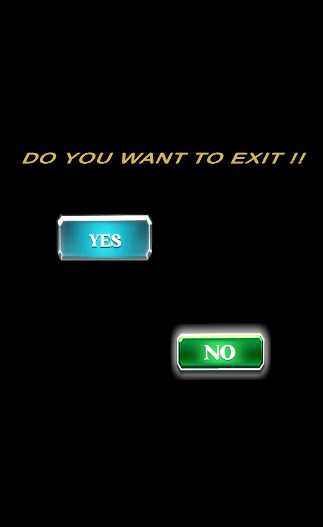 DO YOU WANT TO EXIT !!
YES
NO